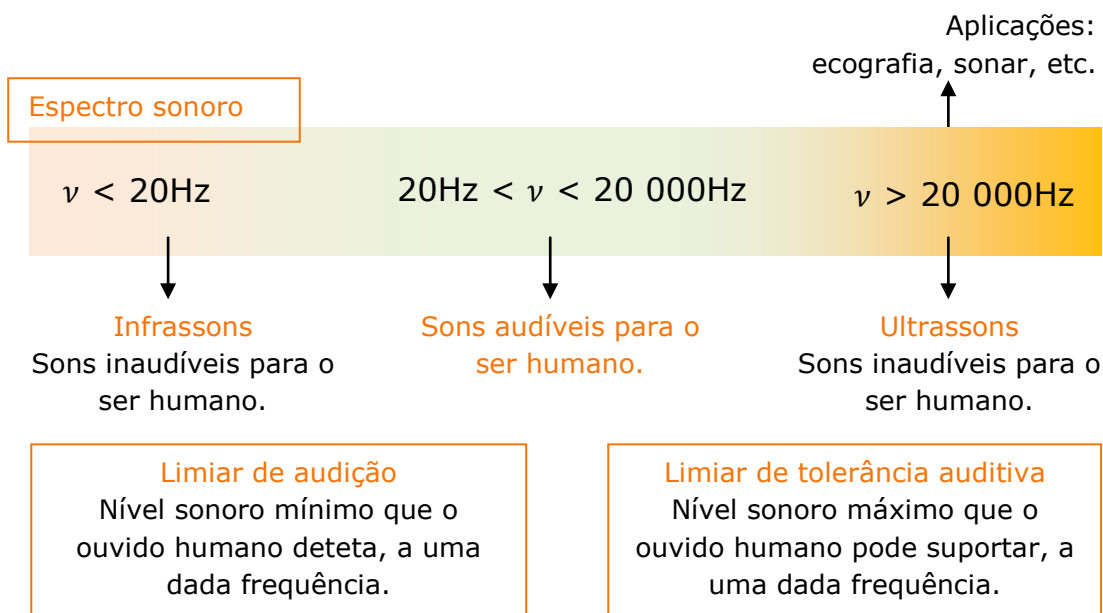 Aplicações:
ecografia, sonar, etc.
Espectro sonoro
𝜈 < 20Hz
20Hz < 𝜈 < 20 000Hz
𝜈 > 20 000Hz
Infrassons
Sons inaudíveis para o
ser humano.
Sons audíveis para o
ser humano.
Ultrassons
Sons inaudíveis para o
ser humano.
Limiar de audição
Nível sonoro mínimo que o
ouvido humano deteta, a uma
dada frequência.
Limiar de tolerância auditiva
Nível sonoro máximo que o
ouvido humano pode suportar, a
uma dada frequência.